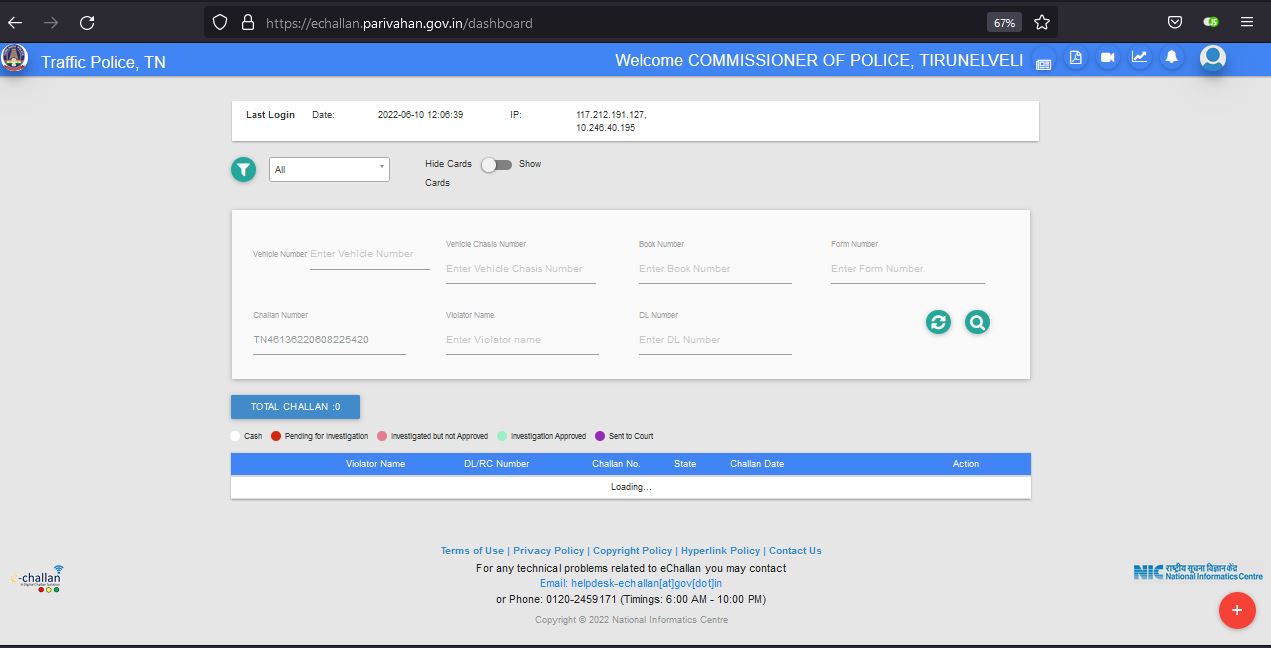 https://echallan.parivahan.gov.in/dashboard 67%
Traffic Police, TN Welcome COMMISSIONER OF POLICE, TIRUNELVELI
Last Login Date: 2022-06-10 12:06:39 IP: 117.212.191.127,
10.246.40.195
All Hide Cards Show
Cards
Vehicle Number Enter Vehicle Number
Vehicle Chasis Number Book Number Form Number
Enter Vehicle Chasis Number Enter Book Number Enter Form Number
Challan Number Violator Name DL Number
TN46136220608225420 Enter Violator name Enter DL Number
TOTAL CHALLAN :0
Cash Pending for Investigation Investigated but not Approved Investigation Approved Sent to Court
Violator Name DL/RC Number Challan No. State Challan Date Action
Loading...
Terms of Use | Privacy Policy | Copyright Policy | Hyperlink Policy | Contact Us
For any technical problems related to eChallan you may contact
Email: helpdesk-echallan[at]gov[dot]in
or Phone: 0120-2459171 (Timings: 6:00 AM - 10:00 PM)
Copyright © 2022 National Informatics Centre
e-challan
NIC राष्ट्रीय सूचना विज्ञान केंद्र
National Informatics Centre